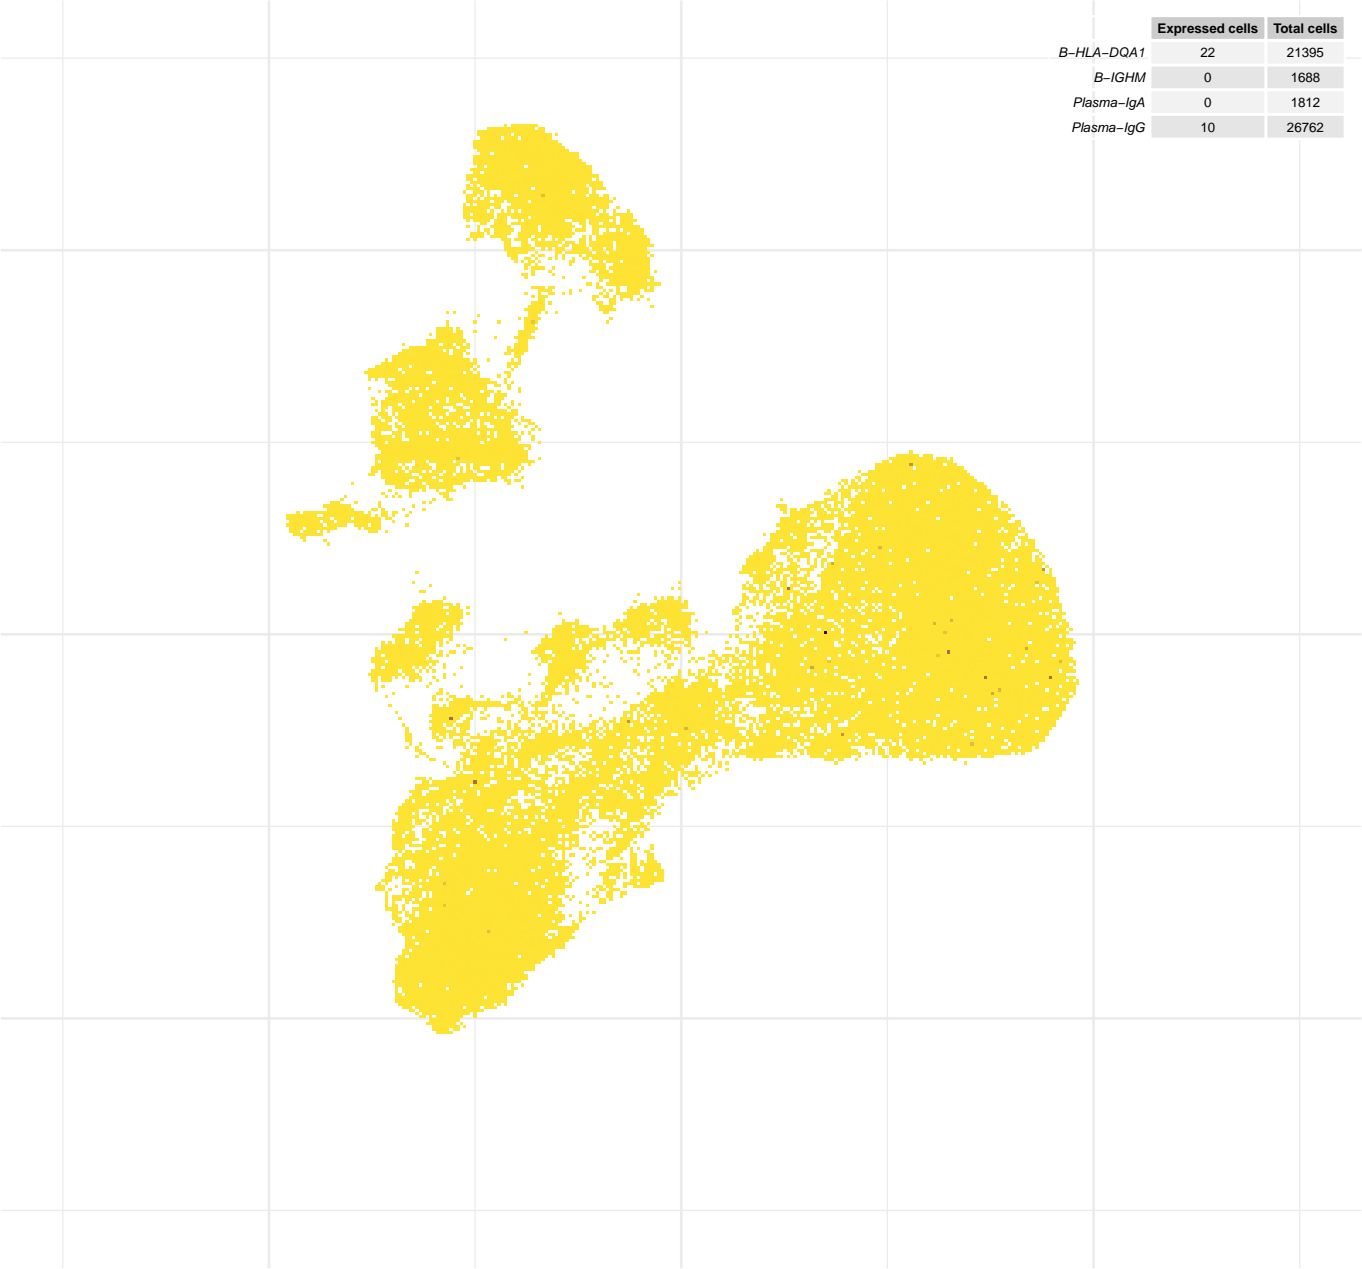 Expressed cells Total cells
B−HLA−DQA1 22 21395
B−IGHM 0 1688
Plasma−IgA 0 1812
Plasma−IgG 10 26762